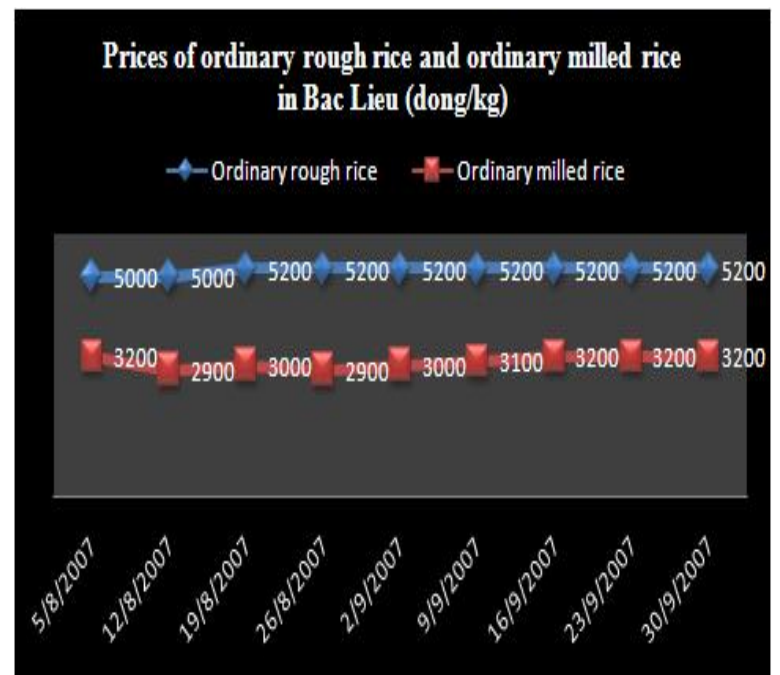 Prices of ordinary rough rice and ordinary milled rice
in Bac Lieu (dong/kg)
Ordinary rough rice Ordinary milled rice
5000 5000 5200 5200 5200 5200 5200 5200 5200
3200 2900 3000 2900 3000 3100 3200 3200 3200
5/8/2007 12/8/2007 19/8/2007 26/8/2007 2/9/2007 9/9/2007 16/9/2007 23/9/2007 30/9/2007